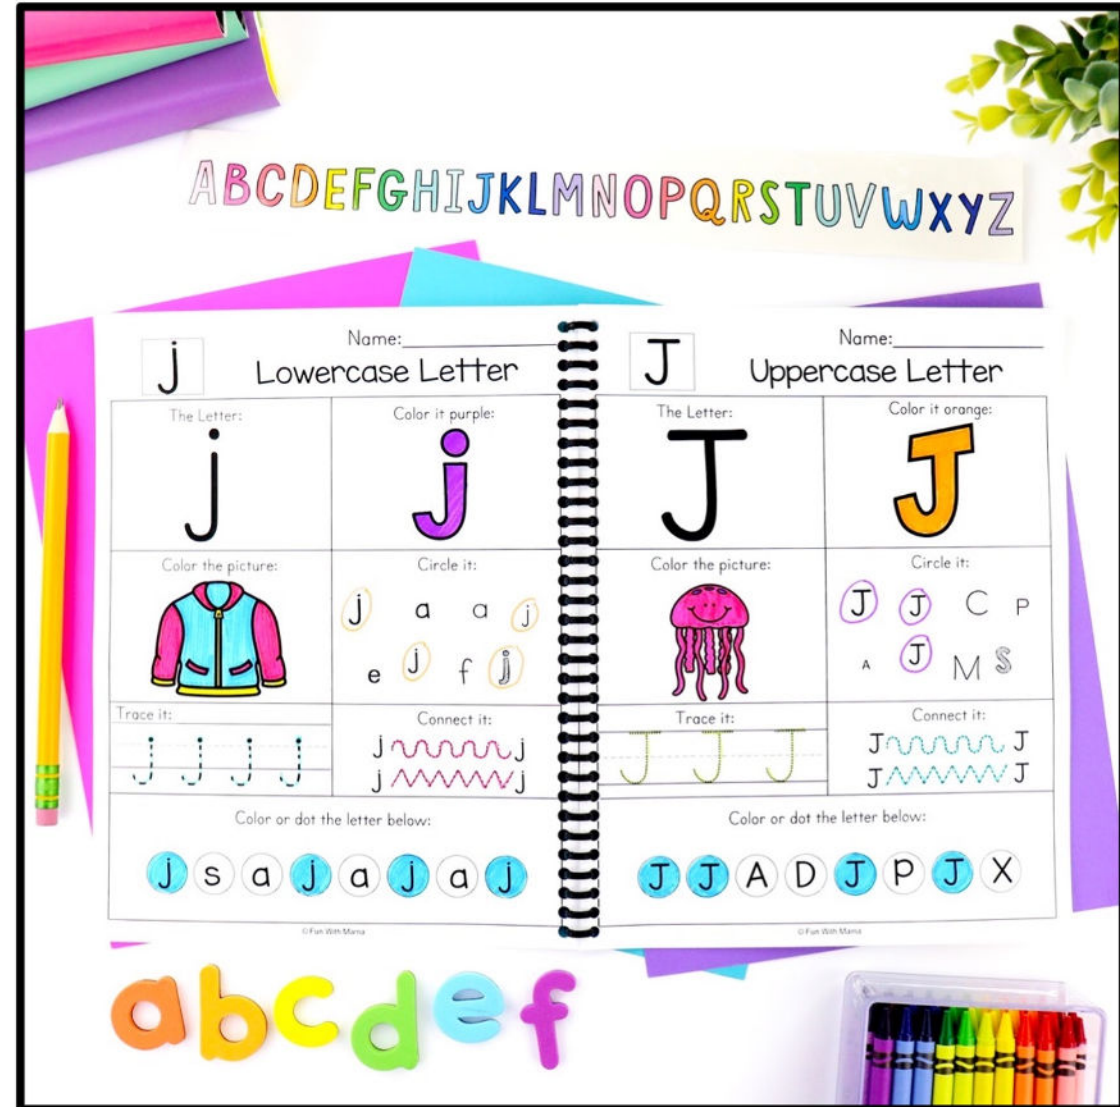 ABCDEFGHIJKLMNOPQRSTUVWXYZ
j
Name:
Lowercase Letter
The Letter:
j
Color it purple:
j
Color the picture:
Circle it:
j a a j
e j f j
Trace it:
j j j j
Connect it:
j j
j j
Color or dot the letter below:
j s a j a j a j
©Fun With Mama
J
Name:
Uppercase Letter
The Letter:
J
Color it orange:
J
Color the picture:
Circle it:
J J C P
A J M S
Trace it:
J J J
Connect it:
J J
J J
Color or dot the letter below:
J J A D J P J X
©Fun With Mama
abcdef